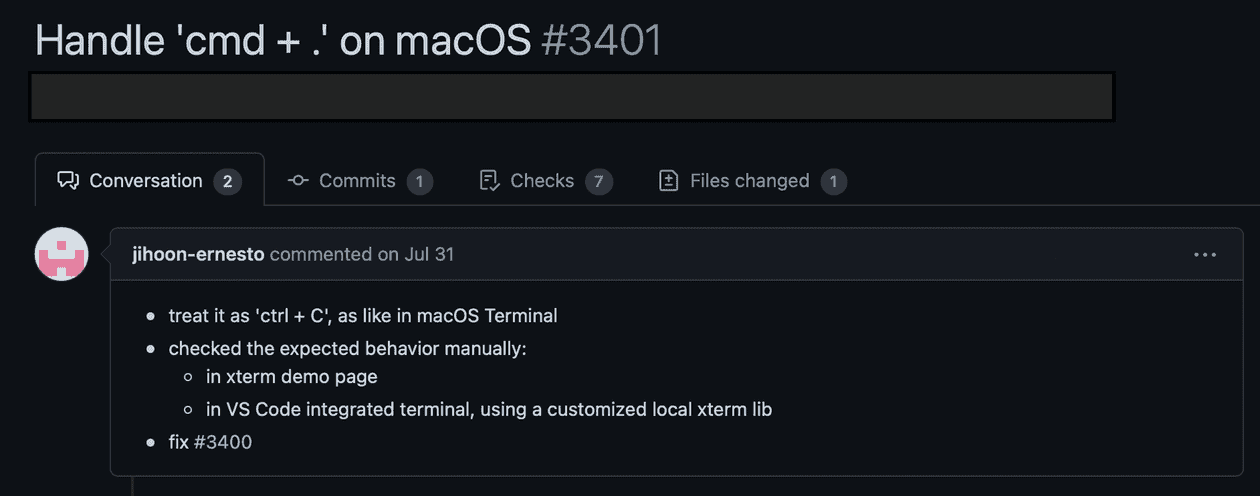 Handle 'cmd + .' on macOS #3401
Conversation 2 Commits 1 Checks 7 Files changed 1
jihoon-ernesto commented on Jul 31
treat it as 'ctrl + C', as like in macOS Terminal
checked the expected behavior manually:
in xterm demo page
in VS Code integrated terminal, using a customized local xterm lib
fix #3400